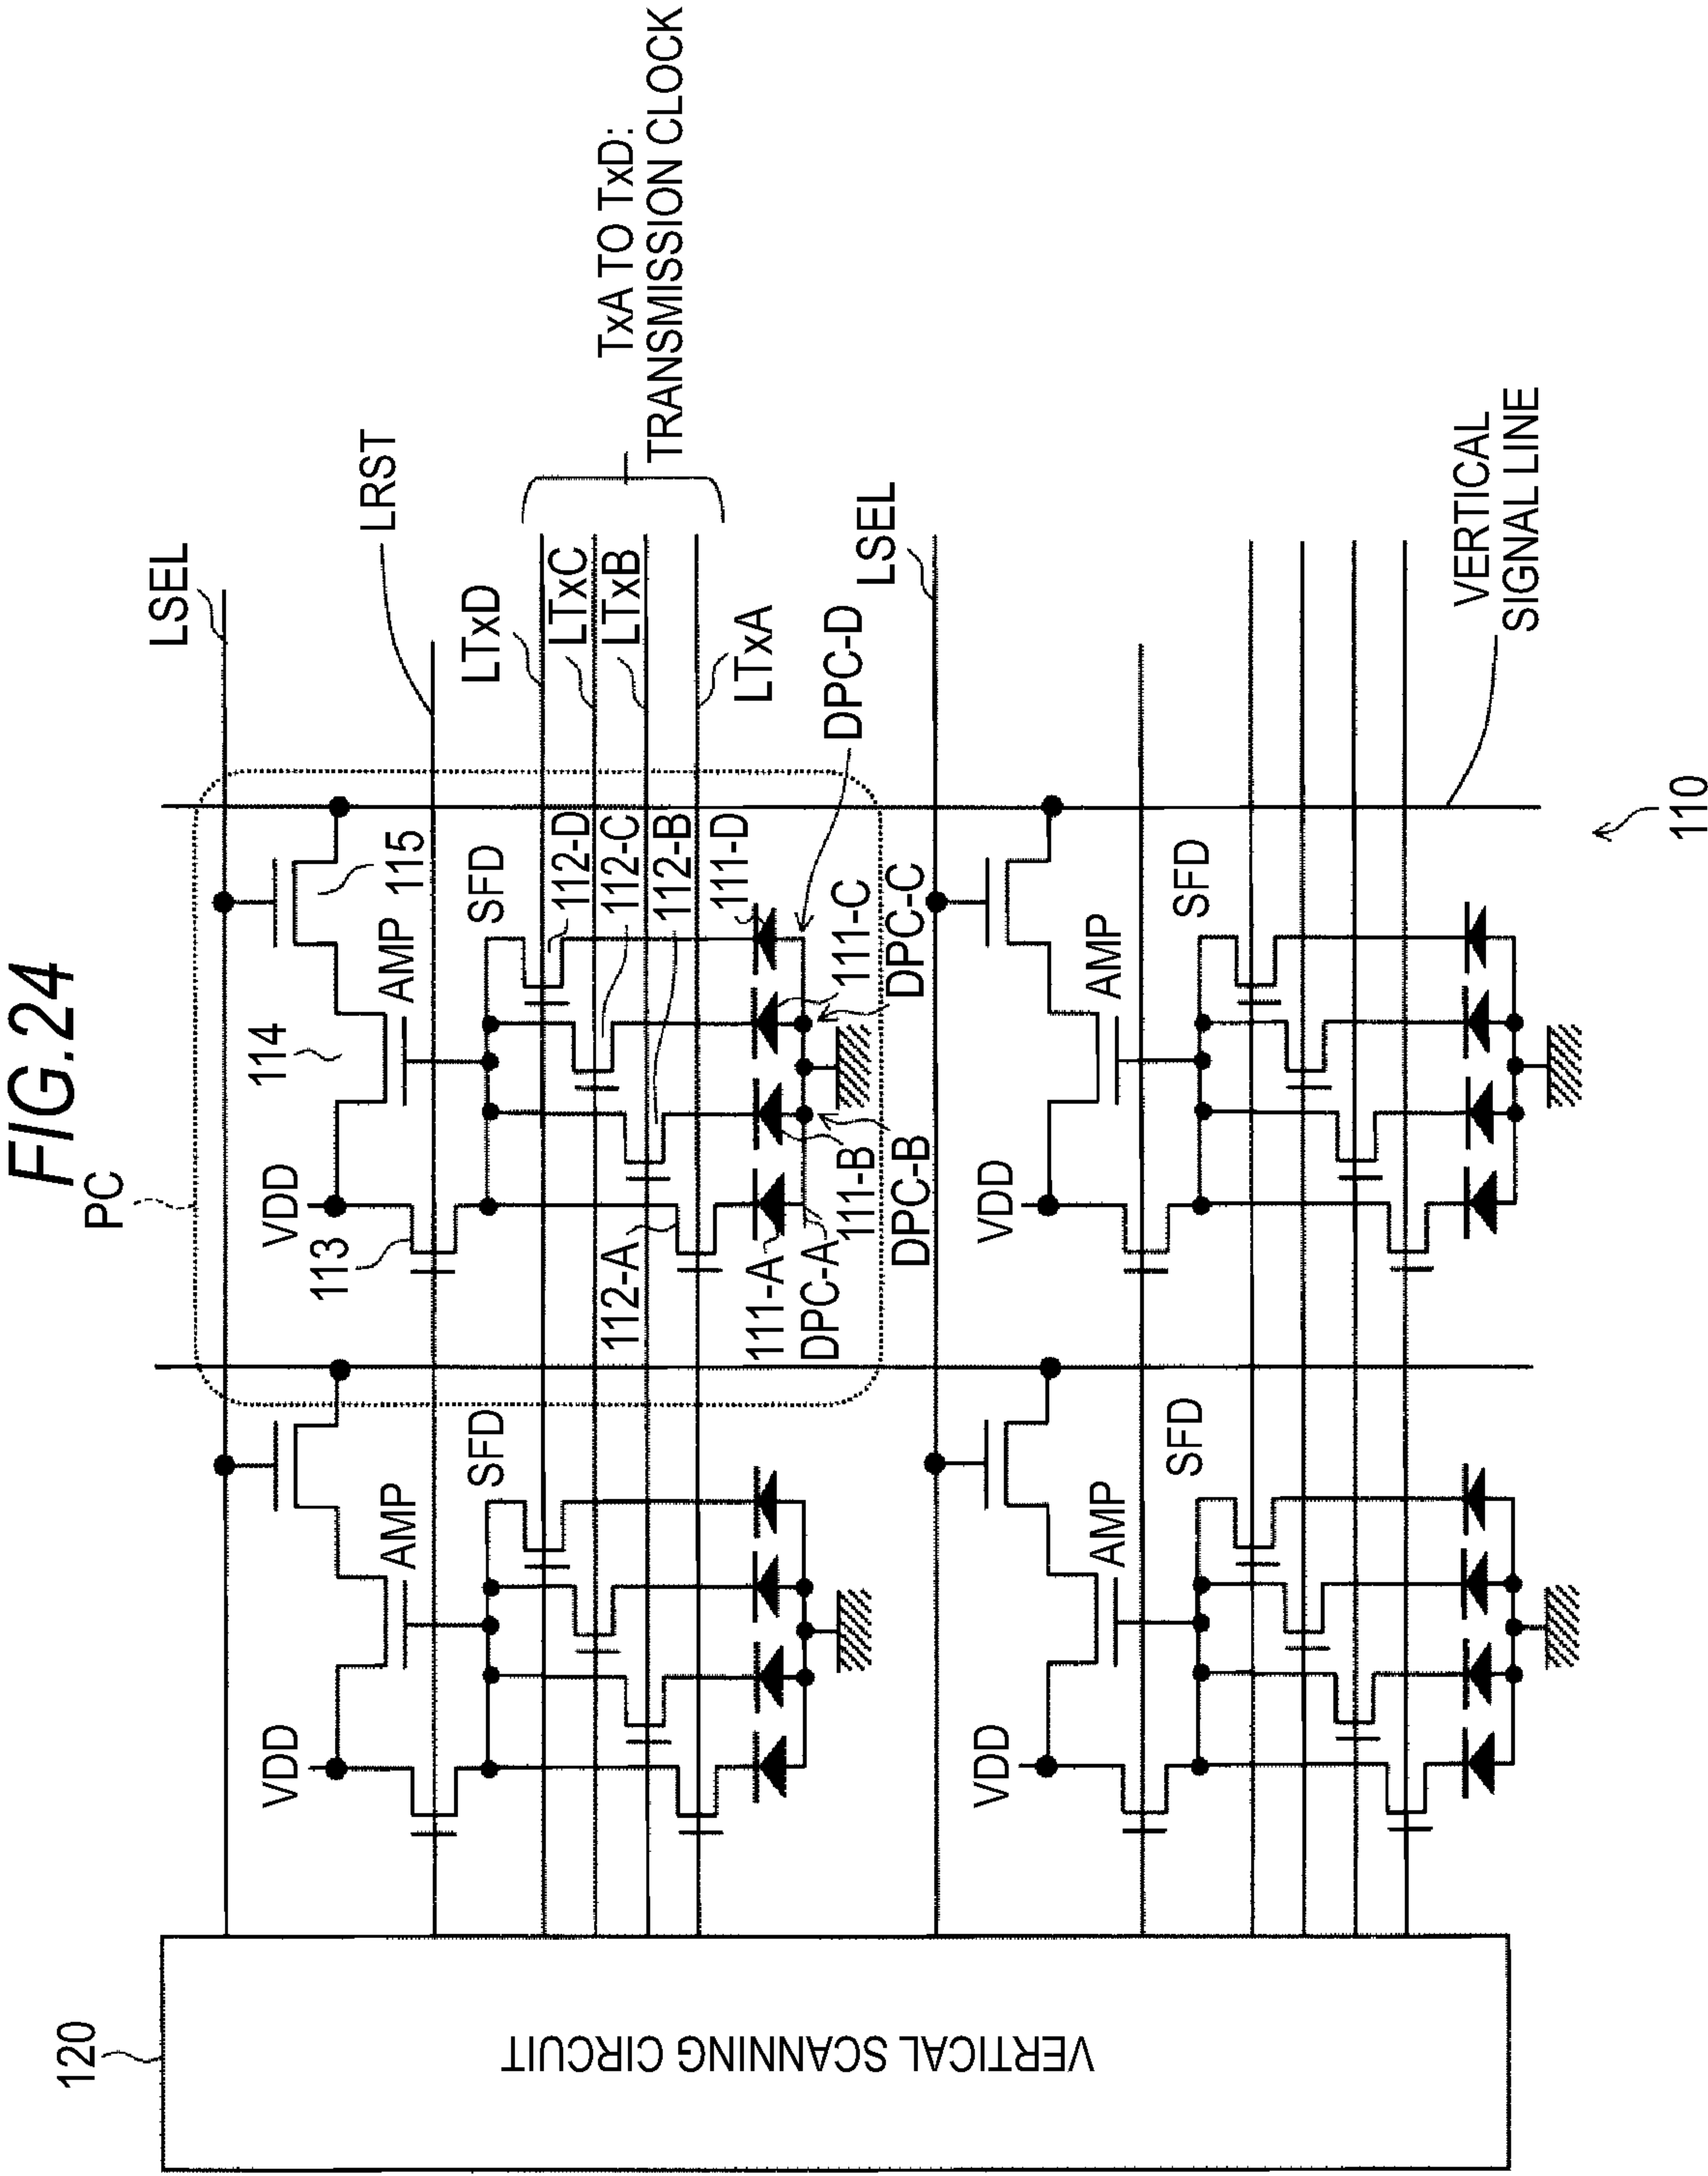 FIG.24
PC
LSEL
LRST
VDD
113
114
AMP
115
SFD
LTxD
LTxC
LTxB
LTxA
TxA TO TxD:
TRANSMISSION CLOCK
112-D
112-C
112-B
112-A
111-D
111-C
111-B
111-A
DPC-D
DPC-C
DPC-B
DPC-A
VDD
AMP
SFD
LSEL
VDD
AMP
SFD
VDD
AMP
SFD
VERTICAL
SIGNAL LINE
110
120
VERTICAL SCANNING CIRCUIT